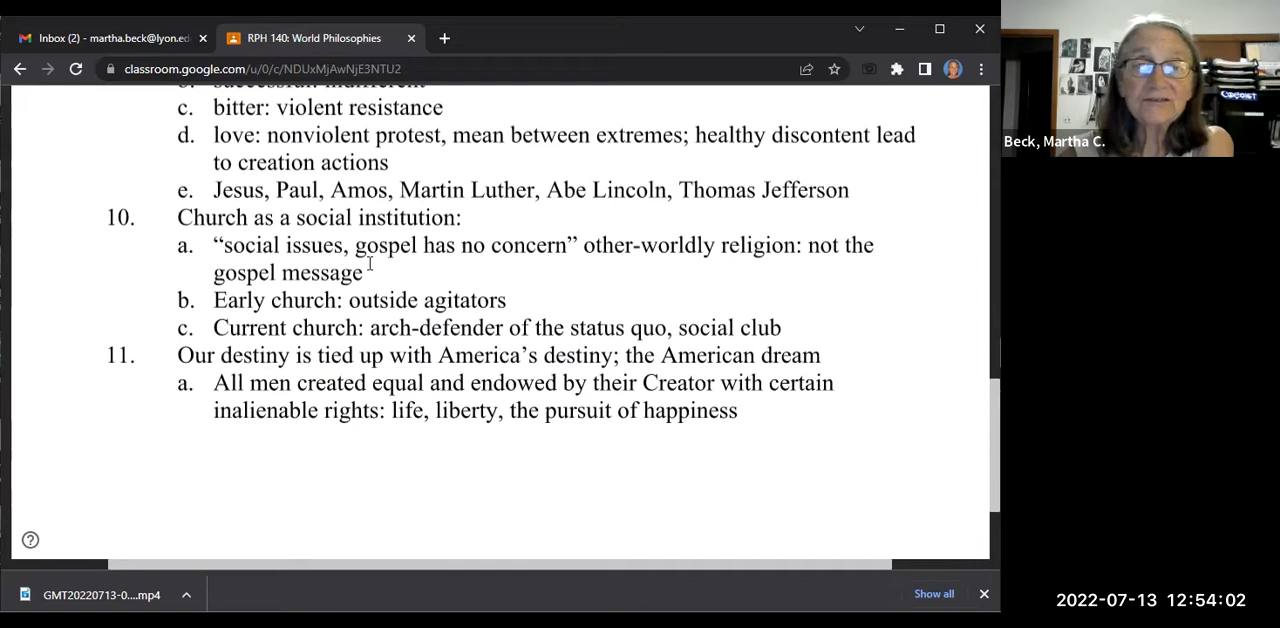 Inbox (2) - martha.beck@lyon.ed
RPH 140: World Philosophies
classroom.google.com/u/0/c/NDUxMjAwNjE3NTU2
Beck, Martha C.
c. bitter: violent resistance
d. love: nonviolent protest, mean between extremes; healthy discontent lead
to creation actions
e. Jesus, Paul, Amos, Martin Luther, Abe Lincoln, Thomas Jefferson
10. Church as a social institution:
a. “social issues, gospel has no concern” other-worldly religion: not the
gospel message
b. Early church: outside agitators
c. Current church: arch-defender of the status quo, social club
11. Our destiny is tied up with America’s destiny; the American dream
a. All men created equal and endowed by their Creator with certain
inalienable rights: life, liberty, the pursuit of happiness
GMT20220713-0....mp4
Show all
2022-07-13 12:54:02